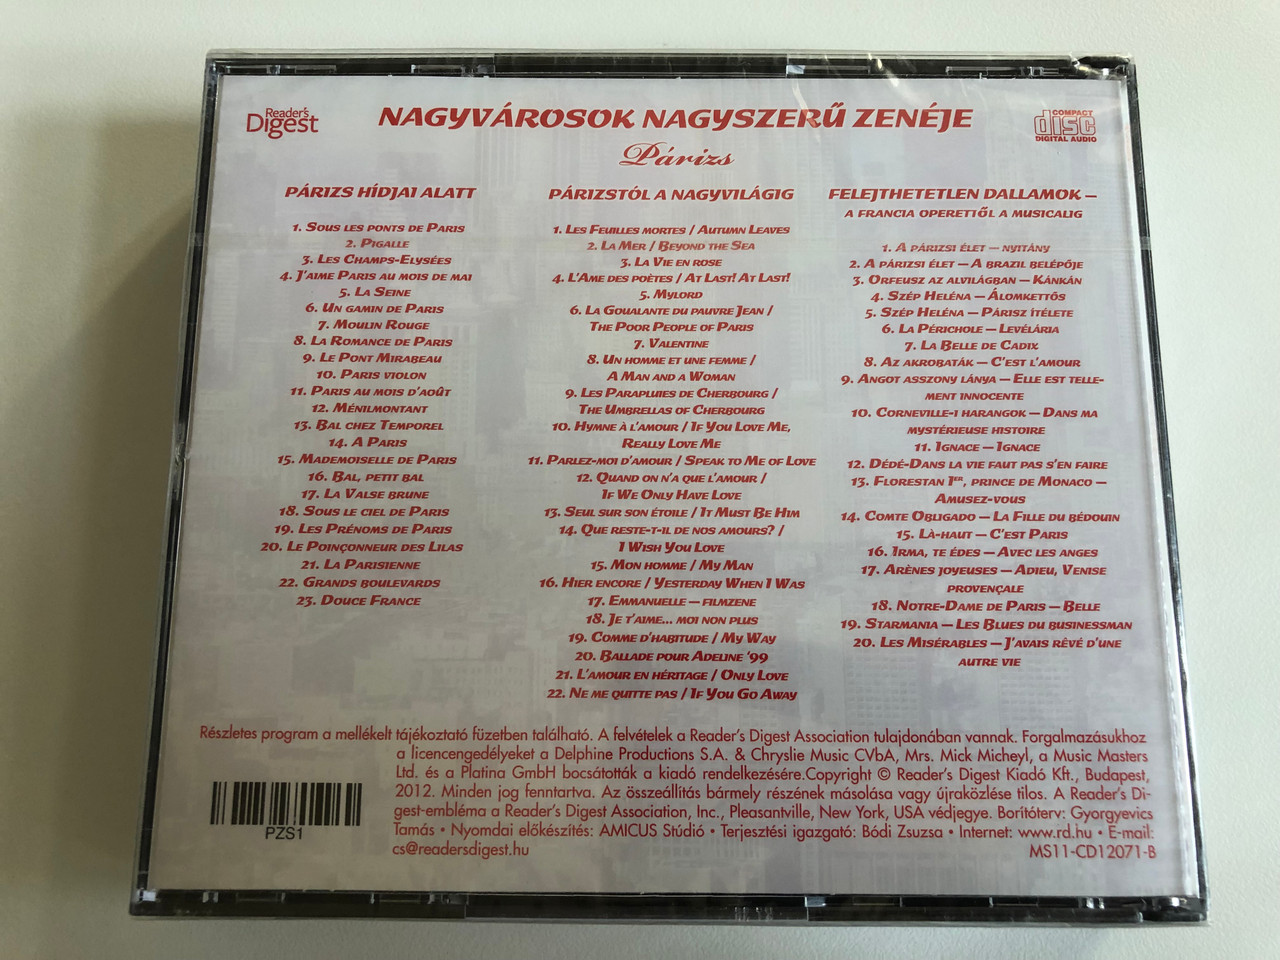 Reader's
Digest
NAGYVÁROSOK NAGYSZERŰ ZENÉJE
COMPACT
disc
DIGITAL AUDIO
Párizs
PÁRIZS HÍDJAI ALATT
1. Sous les ponts de Paris
2. Pigalle
3. Les Champs-Elysées
4. J'aime Paris au mois de mai
5. La Seine
6. Un gamin de Paris
7. Moulin Rouge
8. La Romance de Paris
9. Le Pont Mirabeau
10. Paris violon
11. Paris au mois d'août
12. Ménilmontant
13. Bal chez Temporel
14. A Paris
15. Mademoiselle de Paris
16. Bal, petit bal
17. La Valse brune
18. Sous le ciel de Paris
19. Les Prénoms de Paris
20. Le Poinçonneur des Lilas
21. La Parisienne
22. Grands boulevards
23. Douce France
PÁRIZSTÓL A NAGYVILÁGIG
1. Les Feuilles mortes / Autumn Leaves
2. La Mer / Beyond the Sea
3. La Vie en rose
4. L'Ame des poètes / At Last! At Last!
5. Mylord
6. La Goualante du pauvre Jean /
The Poor People of Paris
7. Valentine
8. Un homme et une femme /
A Man and a Woman
9. Les Parapluies de Cherbourg /
The Umbrellas of Cherbourg
10. Hymne à l'amour / If You Love Me,
Really Love Me
11. Parlez-moi d'amour / Speak to Me of Love
12. Quand on n'a que l'amour /
If We Only Have Love
13. Seul sur son étoile / It Must Be Him
14. Que reste-t-il de nos amours? /
I Wish You Love
15. Mon homme / My Man
16. Hier encore / Yesterday When I Was
17. Emmanuelle – filmzene
18. Je t'aime... moi non plus
19. Comme d'habitude / My Way
20. Ballade pour Adeline '99
21. L'amour en héritage / Only Love
22. Ne me quitte pas / If You Go Away
FELEJTHETETLEN DALLAMOK –
A FRANCIA OPERETTŐL A MUSICALIG
1. A párizsi élet – nyitány
2. A párizsi élet – A brazil belépője
3. Orfeusz az alvilágban – Kánkán
4. Szép Heléna – Álomkettős
5. Szép Heléna – Párisz ítélete
6. La Périchole – Levélária
7. La Belle de Cadix
8. Az akrobaták – C'est l'amour
9. Angot asszony lánya – Elle est telle-
ment innocente
10. Corneville-i harangok – Dans ma
mystérieuse histoire
11. Ignace – Ignace
12. Dédé-Dans la vie faut pas s'en faire
13. Florestan Ier, prince de Monaco –
Amusez-vous
14. Comte Obligado – La Fille du bédouin
15. Là-haut – C'est Paris
16. Irma, te édes – Avec les anges
17. Arènes joyeuses – Adieu, Venise
provençale
18. Notre-Dame de Paris – Belle
19. Starmania – Les Blues du businessman
20. Les Misérables – J'avais rêvé d'une
autre vie
Részletes program a mellékelt tájékoztató füzetben található. A felvételek a Reader's Digest Association tulajdonában vannak. Forgalmazásukhoz
a licencengedélyeket a Delphine Productions S.A. & Chryslie Music CVbA, Mrs. Mick Micheyl, a Music Masters
Ltd. és a Platina GmbH bocsátották a kiadó rendelkezésére.Copyright © Reader's Digest Kiadó Kft., Budapest,
2012. Minden jog fenntartva. Az összeállítás bármely részének másolása vagy újraközlése tilos. A Reader's Di-
gest-embléma a Reader's Digest Association, Inc., Pleasantville, New York, USA védjegye. Borítóterv: Gyorgyevics
Tamás • Nyomdai előkészítés: AMICUS Stúdió • Terjesztési igazgató: Bódi Zsuzsa • Internet: www.rd.hu • E-mail:
cs@readersdigest.hu
MS11-CD12071-B
PZS1